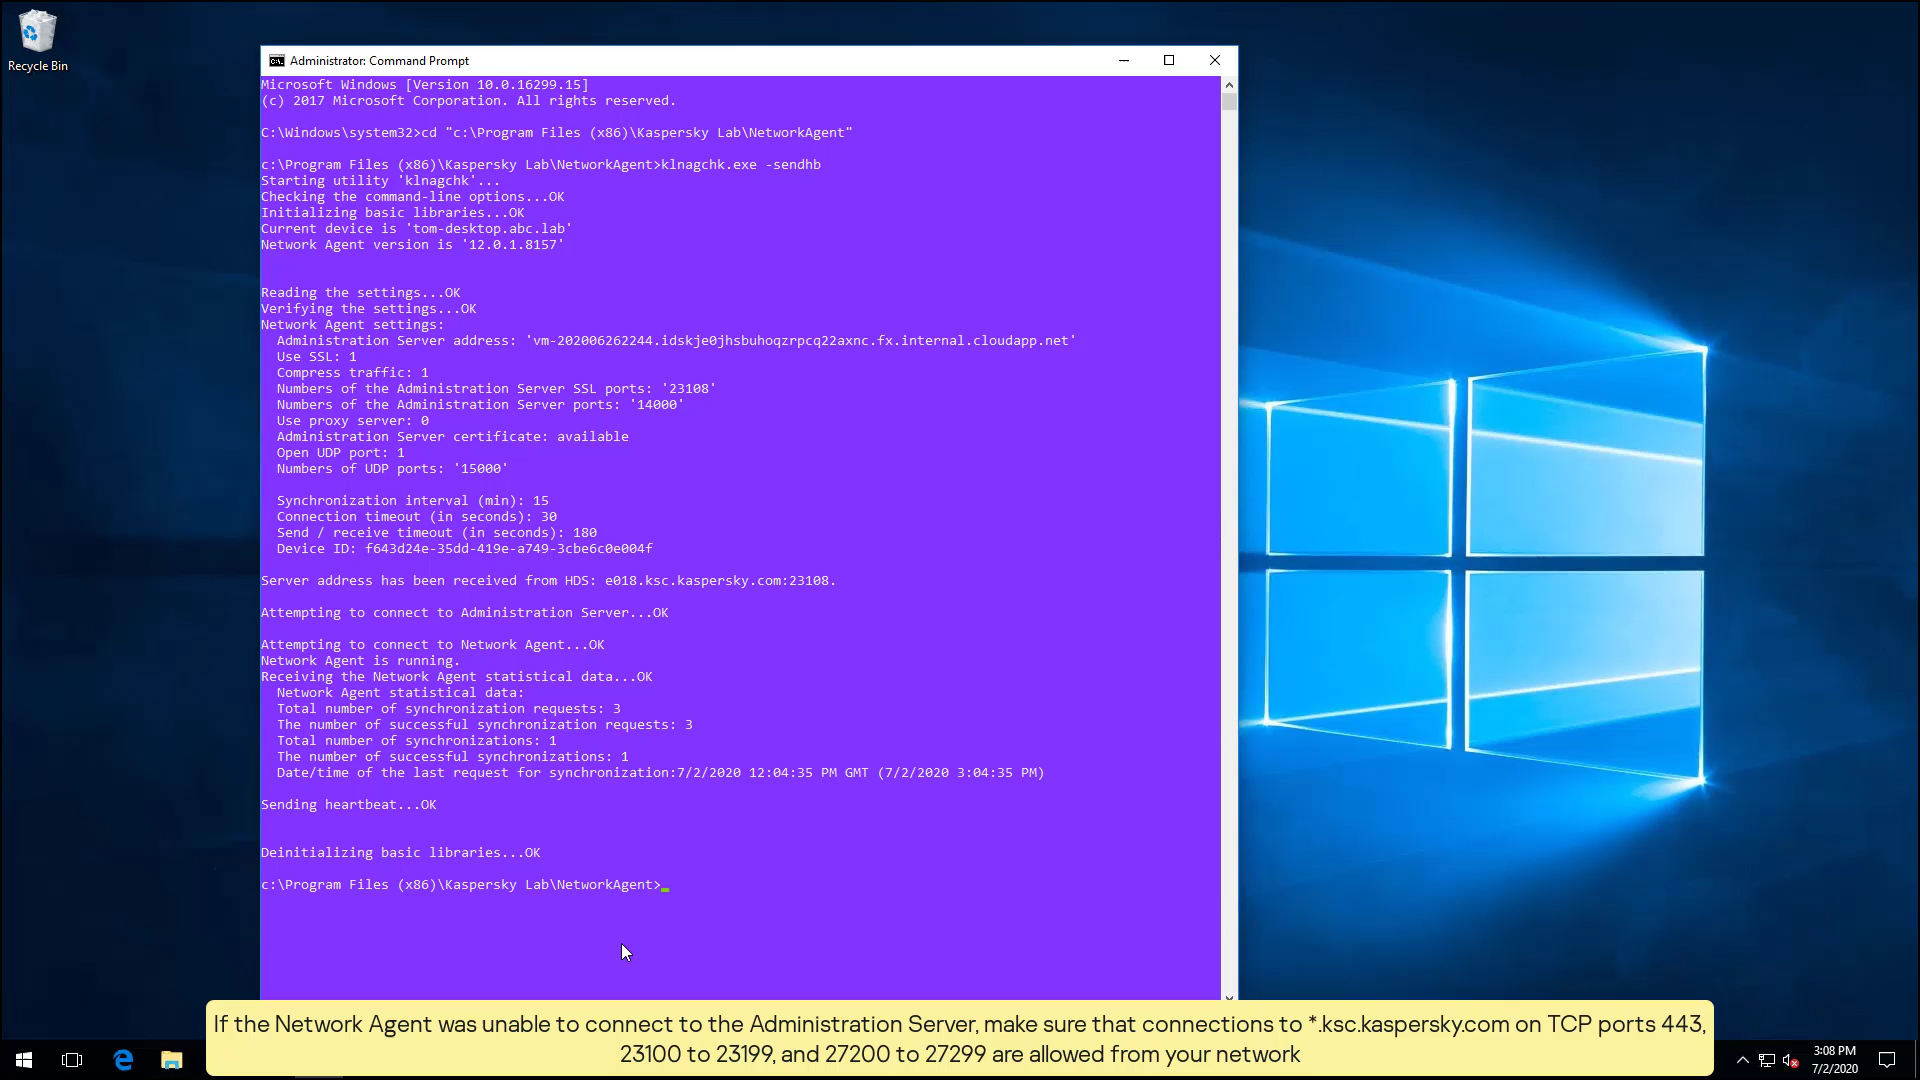 Recycle Bin
Administrator: Command Prompt
Microsoft Windows [Version 10.0.16299.15]
(c) 2017 Microsoft Corporation. All rights reserved.
C:\Windows\system32>cd "c:\Program Files (x86)\Kaspersky Lab\NetworkAgent"
c:\Program Files (x86)\Kaspersky Lab\NetworkAgent>klnagchk.exe -sendhb
Starting utility 'klnagchk'...
Checking the command-line options...OK
Initializing basic libraries...OK
Current device is 'tom-desktop.abc.lab'
Network Agent version is '12.0.1.8157'
Reading the settings...OK
Verifying the settings...OK
Network Agent settings:
Administration Server address: 'vm-202006262244.idskje0jhsbuhoqzrpcq22axnc.fx.internal.cloudapp.net'
Use SSL: 1
Compress traffic: 1
Numbers of the Administration Server SSL ports: '23108'
Numbers of the Administration Server ports: '14000'
Use proxy server: 0
Administration Server certificate: available
Open UDP port: 1
Numbers of UDP ports: '15000'
Synchronization interval (min): 15
Connection timeout (in seconds): 30
Send / receive timeout (in seconds): 180
Device ID: f643d24e-35dd-419e-a749-3cbe6c0e004f
Server address has been received from HDS: e018.ksc.kaspersky.com:23108.
Attempting to connect to Administration Server...OK
Attempting to connect to Network Agent...OK
Network Agent is running.
Receiving the Network Agent statistical data...OK
Network Agent statistical data:
Total number of synchronization requests: 3
The number of successful synchronization requests: 3
Total number of synchronizations: 1
The number of successful synchronizations: 1
Date/time of the last request for synchronization:7/2/2020 12:04:35 PM GMT (7/2/2020 3:04:35 PM)
Sending heartbeat...OK
Deinitializing basic libraries...OK
c:\Program Files (x86)\Kaspersky Lab\NetworkAgent>
If the Network Agent was unable to connect to the Administration Server, make sure that connections to *.ksc.kaspersky.com on TCP ports 443,
23100 to 23199, and 27200 to 27299 are allowed from your network
3:08 PM
7/2/2020